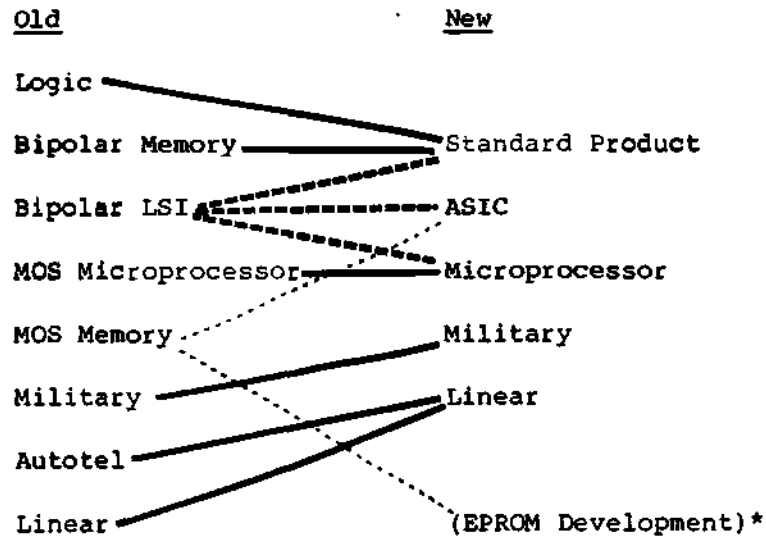 Old New
Logic
Bipolar Memory Standard Product
Bipolar LSI ASIC
MOS Microprocessor Microprocessor
MOS Memory Military
Military Linear
Autotel
Linear (EPROM Development)*